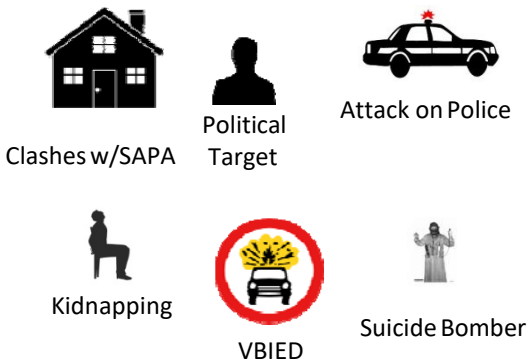 Clashes w/SAPA
Political
Target
Attack on Police
Kidnapping
VBIED
Suicide Bomber